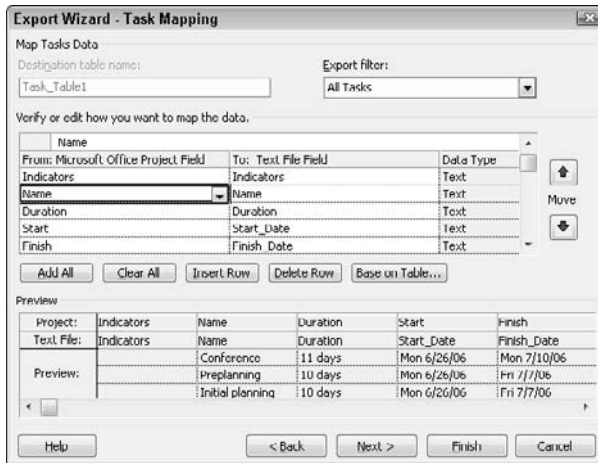 Export Wizard - Task Mapping
Map Tasks Data
Destination table name:
Export filter:
Task_Table1
All Tasks
Verify or edit how you want to map the data.
Name
From: Microsoft Office Project Field To: Text File Field Data Type
Indicators Indicators Text
Name Name Text
Duration Duration Text
Start Start_Date Text
Finish Finish_Date Text
Move
Add All Clear All Insert Row Delete Row Base on Table...
Preview
Project: Indicators Name Duration Start Finish
Text File: Indicators Name Duration Start_Date Finish_Date
Preview:
Conference 11 days Mon 6/26/06 Mon 7/10/06
Preplanning 10 days Mon 6/26/06 Fri 7/7/06
Initial planning 10 days Mon 6/26/06 Fri 7/7/06
Help < Back Next > Finish Cancel